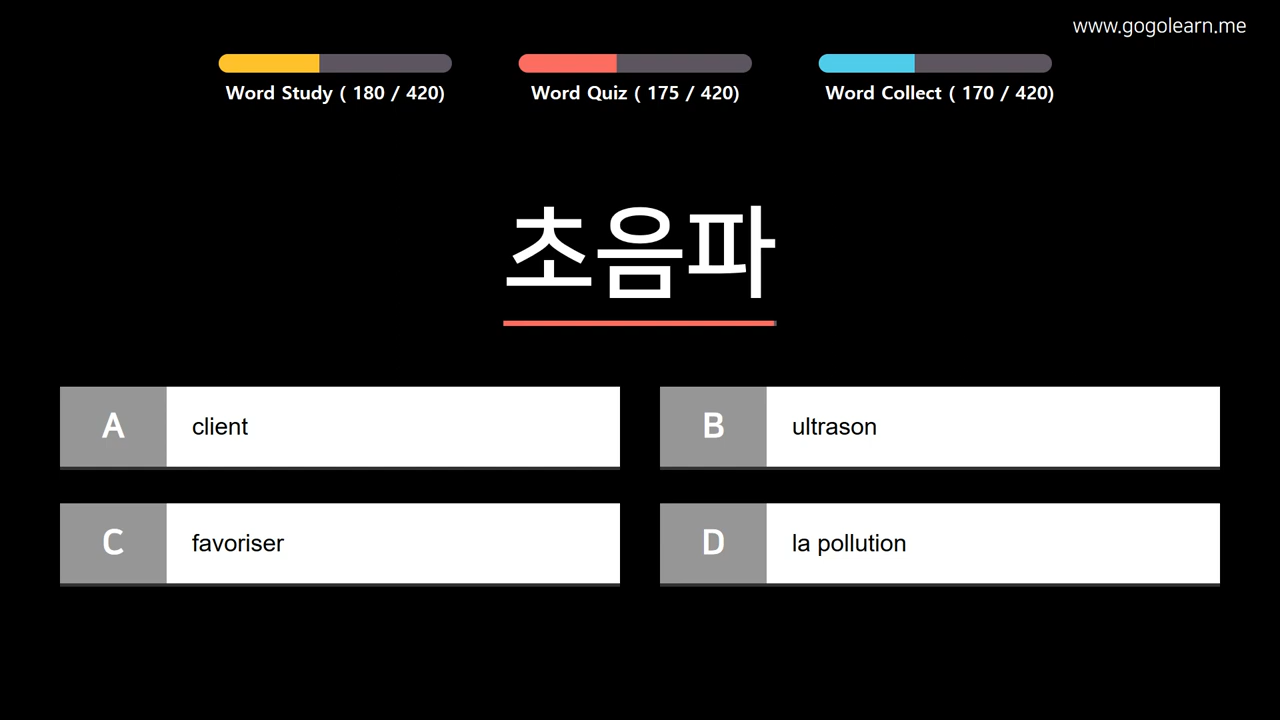 www.gogolearn.me
Word Study ( 180 / 420)
Word Quiz ( 175 / 420)
Word Collect ( 170 / 420)
초음파
A client
B ultrason
C favoriser
D la pollution